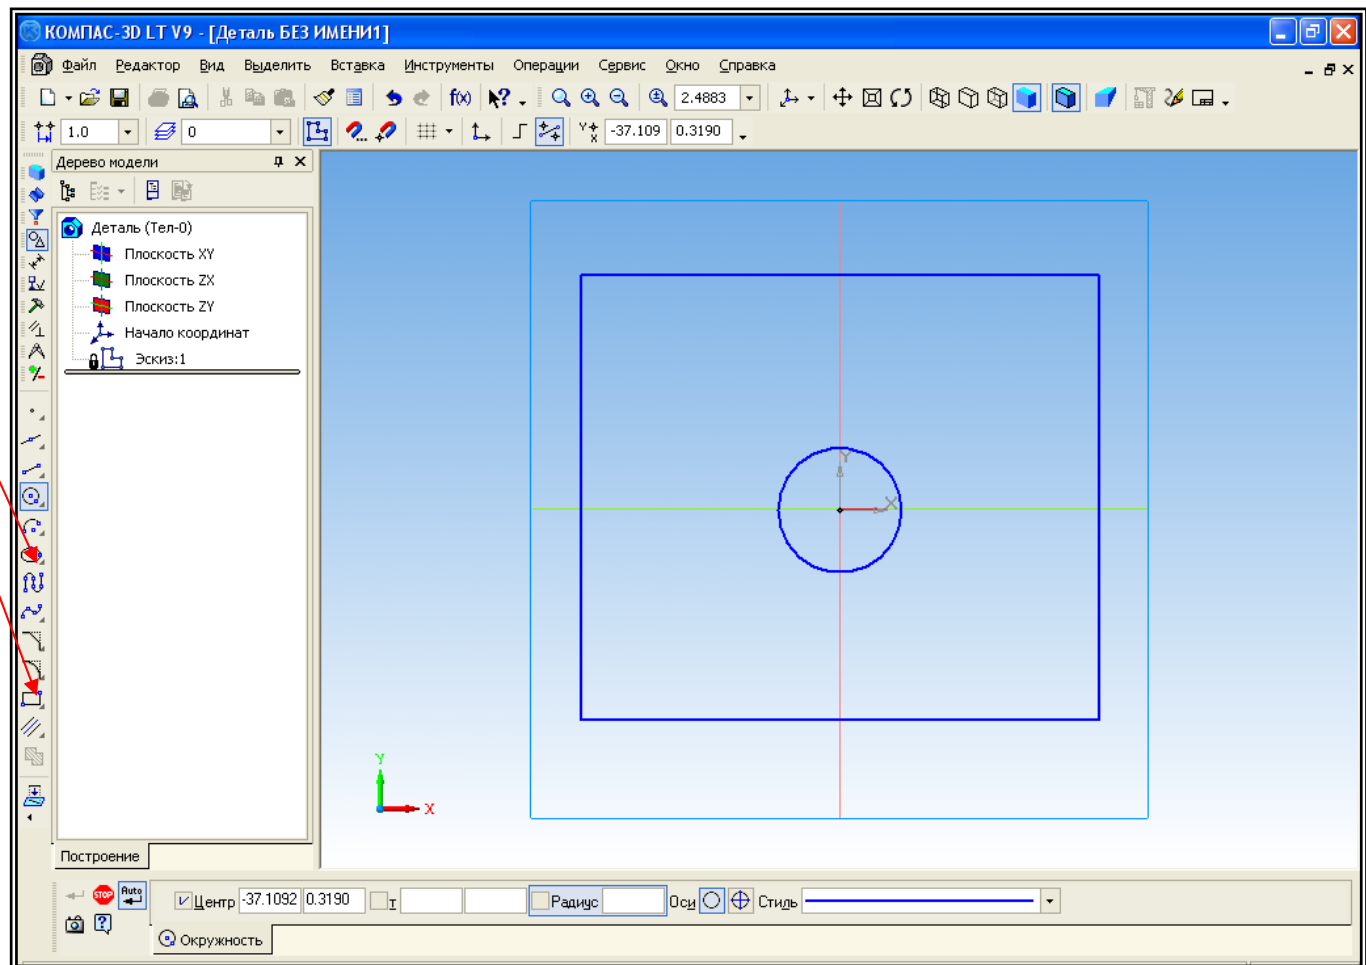 КОМПАС-3D LT V9 - [Деталь БЕЗ ИМЕНИ1]
Файл Редактор Вид Выделить Вставка Инструменты Операции Сервис Окно Справка
f(x) 2.4883
1.0 0 -37.109 0.3190
Дерево модели
Деталь (Тел-0)
Плоскость XY
Плоскость ZX
Плоскость ZY
Начало координат
Эскиз:1
Y
X
Y
X
Построение
STOP Auto Центр -37.1092 0.3190 т Радиус Оси Стиль
Окружность